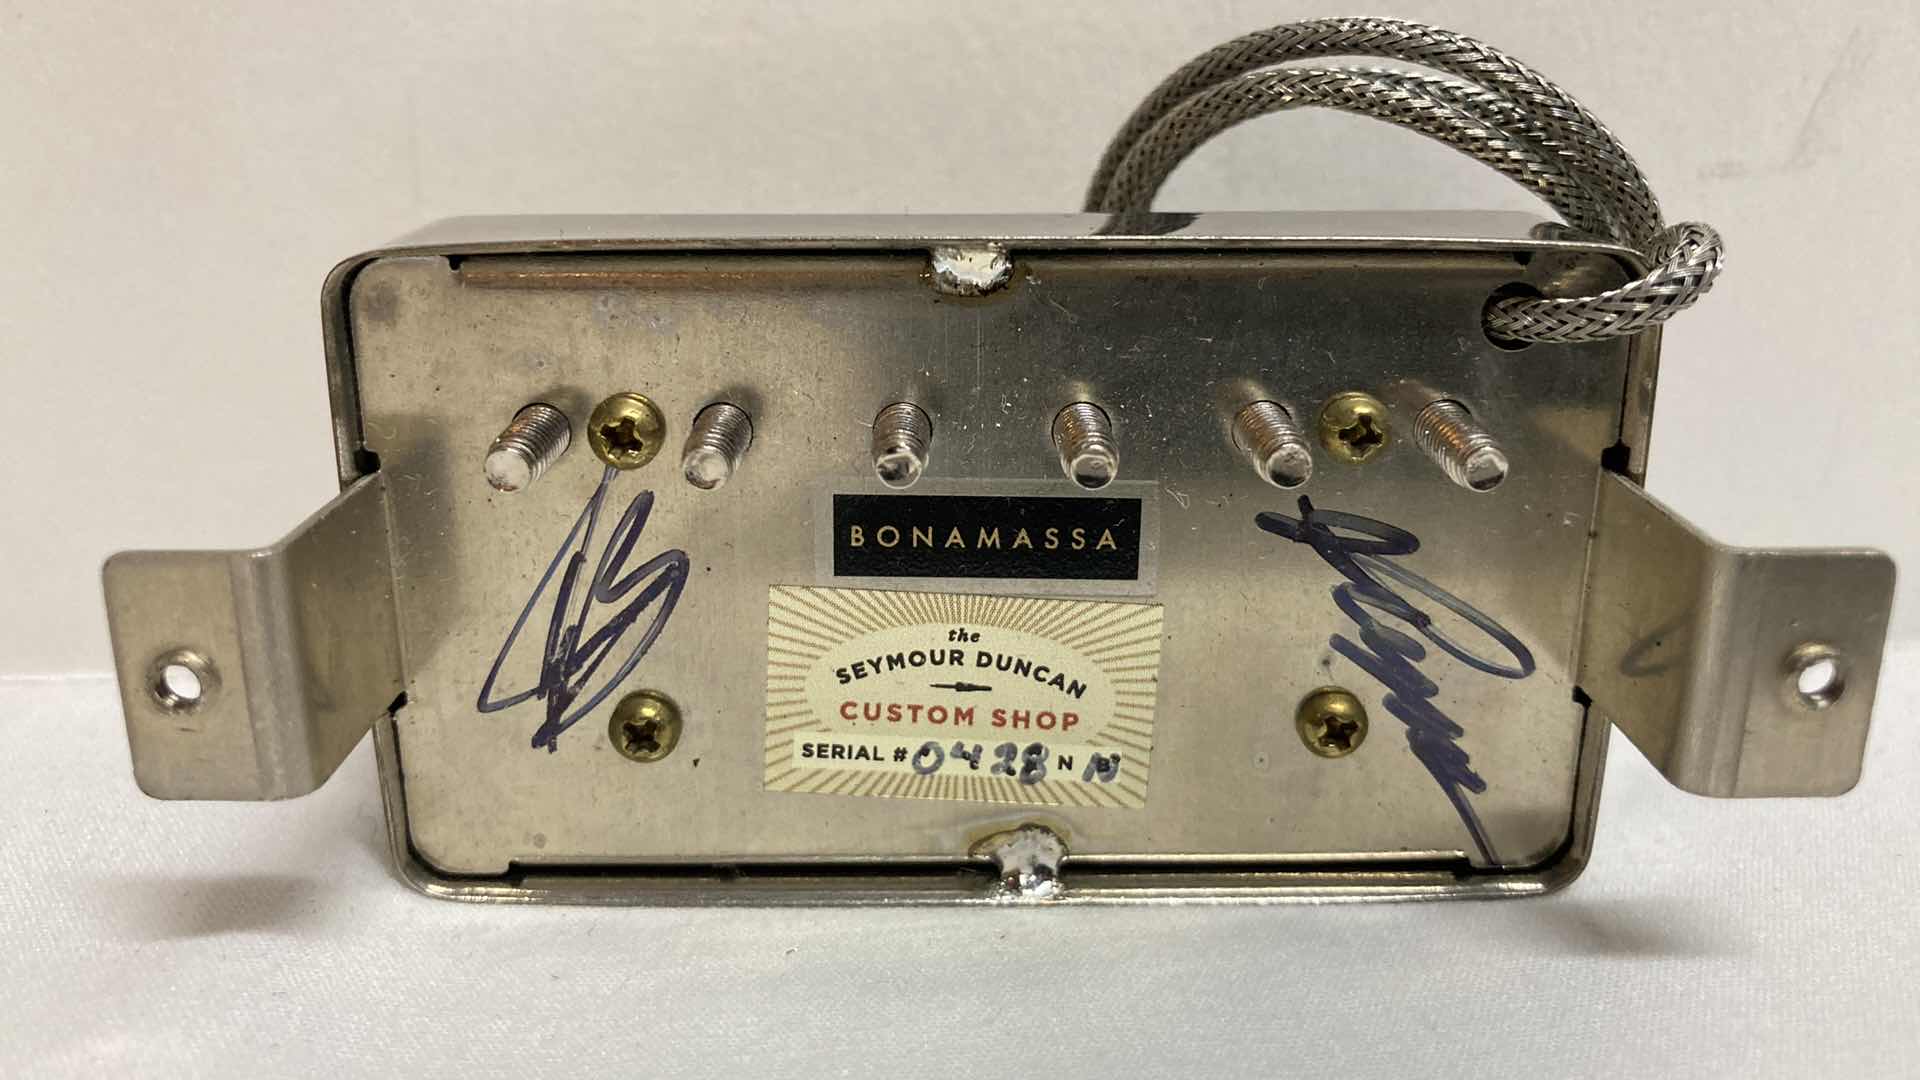 BONAMASSA
the
SEYMOUR DUNCAN
CUSTOM SHOP
SERIAL # 0428 N